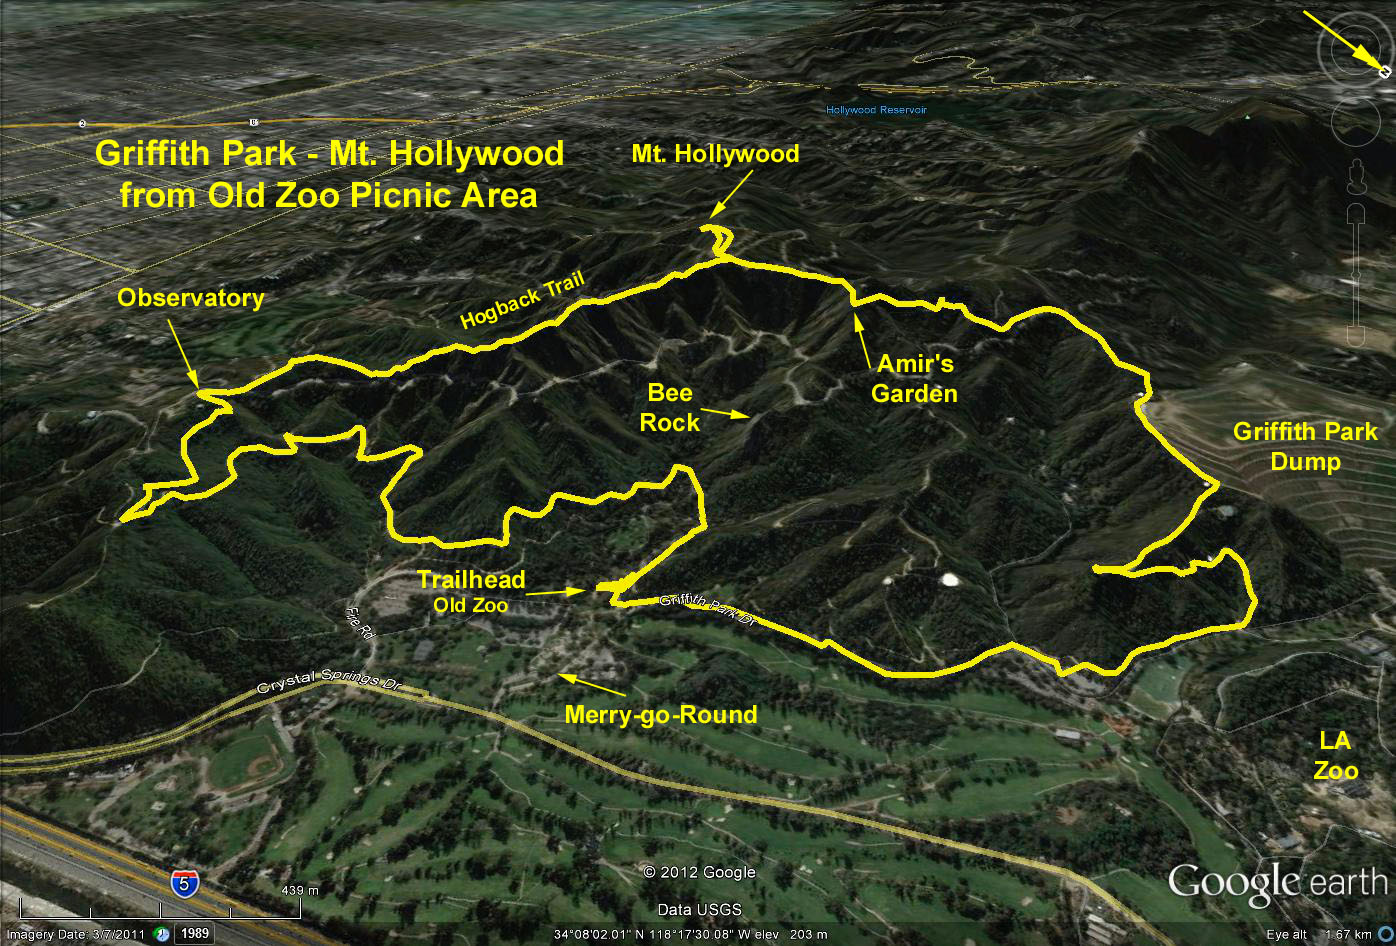 Hollywood Reservoir
2
Griffith Park - Mt. Hollywood
from Old Zoo Picnic Area
Mt. Hollywood
Observatory
Hogback Trail
Amir's
Garden
Bee
Rock
Griffith Park
Dump
Trailhead
Old Zoo
Griffith Park Dr
Fire Rd
Crystal Springs Dr
Merry-go-Round
LA
Zoo
5
439 m
© 2012 Google
Data USGS
Google earth
Imagery Date: 3/7/2011
1989
34°08'02.01" N 118°17'30.08" W elev 203 m
Eye alt 1.67 km